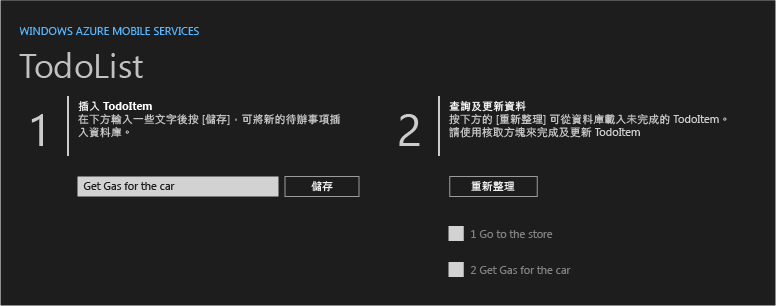 WINDOWS AZURE MOBILE SERVICES
TodoList
1
插入 TodoItem
在下方輸入一些文字後按 [儲存]，可將新的待辦事項插
入資料庫。
Get Gas for the car
儲存
2
查詢及更新資料
按下方的 [重新整理] 可從資料庫載入未完成的 TodoItem。
請使用核取方塊來完成及更新 TodoItem
重新整理
1 Go to the store
2 Get Gas for the car